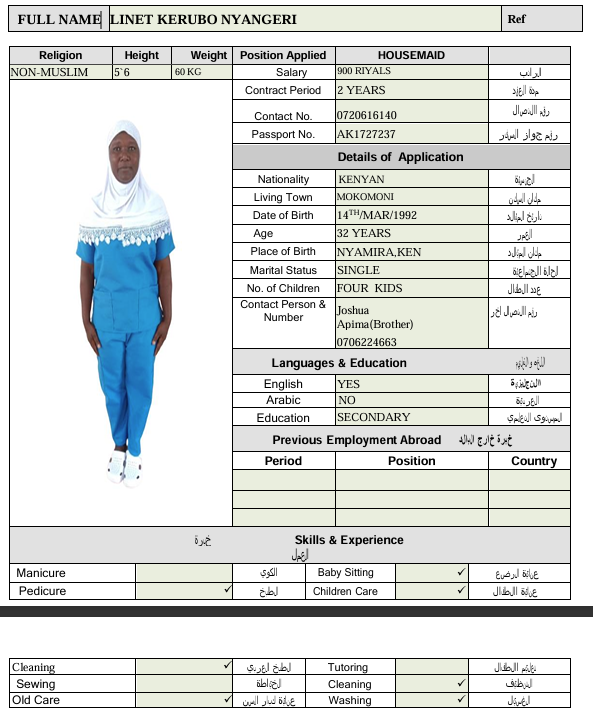 FULL NAME LINET KERUBO NYANGERI Ref
Religion Height Weight Position Applied HOUSEMAID
NON-MUSLIM 5`6 60 KG Salary 900 RIYALS الراتب
Contract Period 2 YEARS مدة العقد
Contact No. 0720616140 رقم الاتصال
Passport No. AK1727237 رقم جواز السفر
Details of Application
Nationality KENYAN الجنسية
Living Town MOKOMONI مكان السكن
Date of Birth 14TH/MAR/1992 تاريخ الميلاد
Age 32 YEARS العمر
Place of Birth NYAMIRA,KEN مكان الميلاد
Marital Status SINGLE الحالة الاجتماعية
No. of Children FOUR KIDS عدد الاطفال
Contact Person & Joshua رقم الاتصال اخر
Number Apima(Brother)
0706224663
Languages & Education
English YES الانجليزية
Arabic NO العربية
Education SECONDARY المستوى التعليمي
Previous Employment Abroad خبرة خارج البلاد
Period Position Country
خبرة Skills & Experience
العمل
Manicure الكوي Baby Sitting ✓ عناية الرضع
Pedicure ✓ الطبخ Children Care ✓ عناية الاطفال
Cleaning ✓ الطبخ العربي Tutoring تعليم الاطفال
Sewing الخياطة Cleaning ✓ التنظيف
Old Care ✓ عناية كبار السن Washing ✓ الغسيل